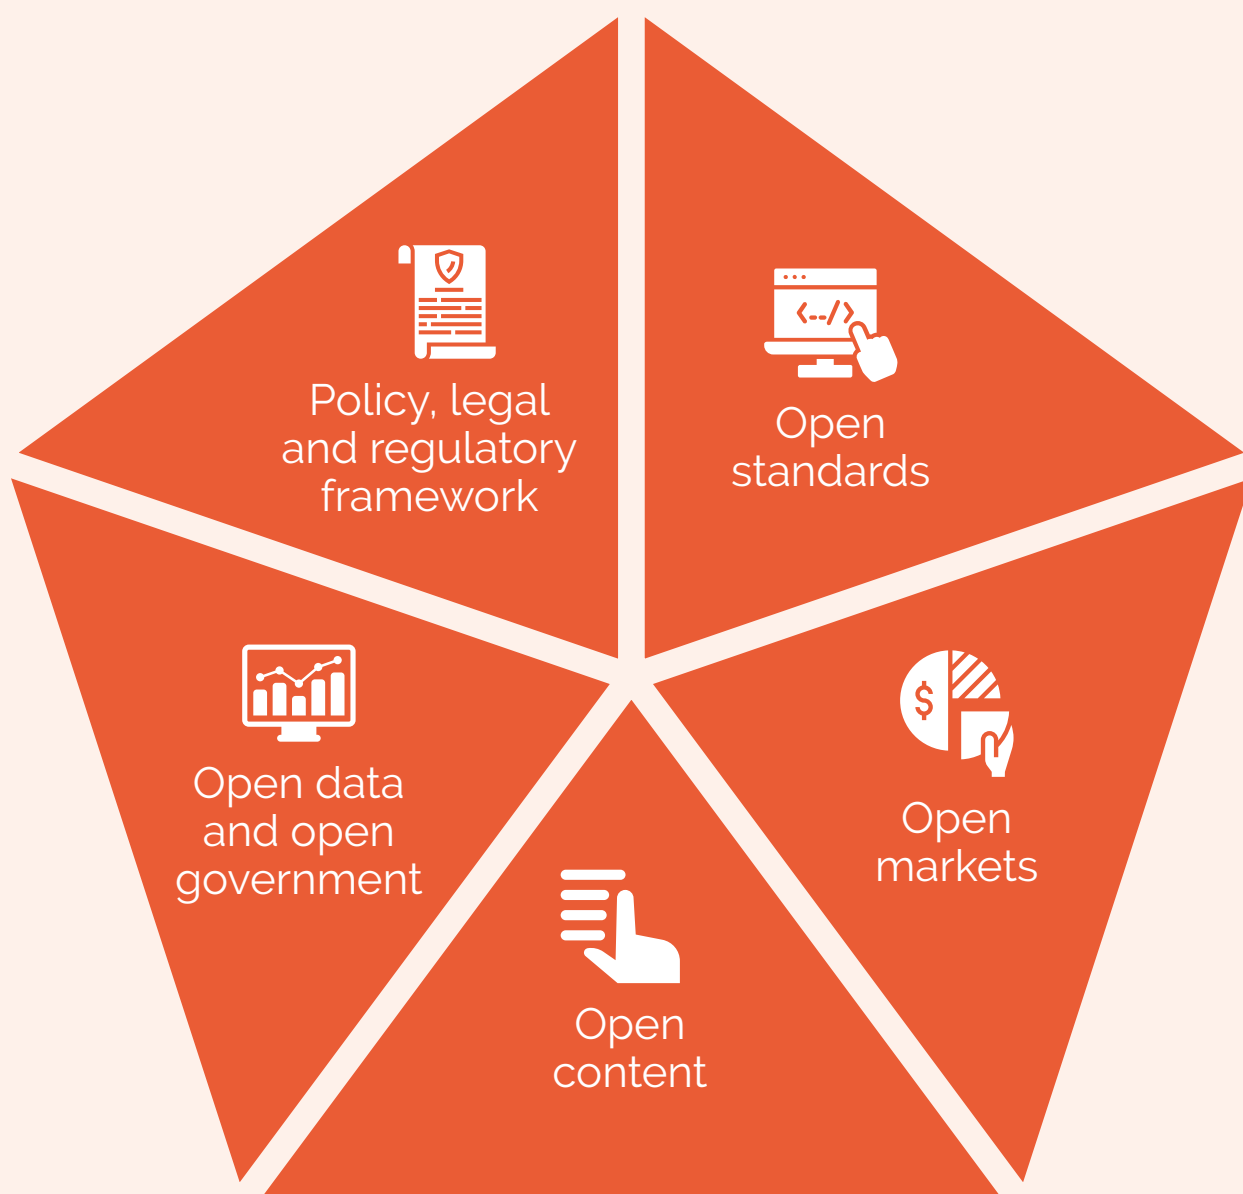 Policy, legal
and regulatory
framework
<_ _/>
Open
standards
$
Open data
and open
government
Open
markets
Open
content